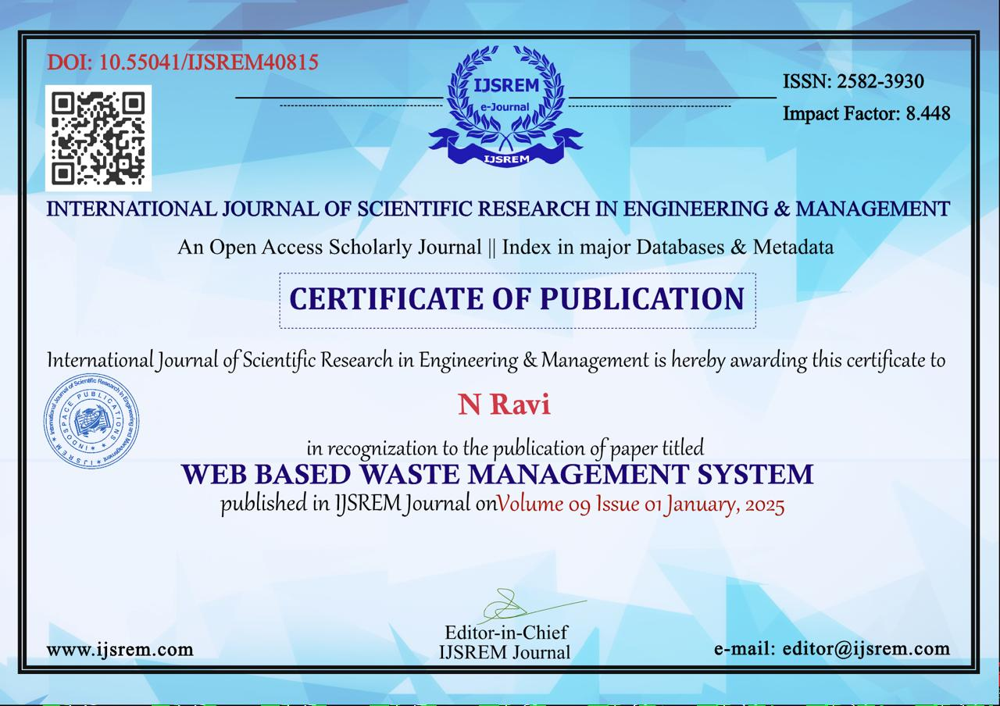 DOI: 10.55041/IJSREM40815
IJSREM
e-Journal
IJSREM
ISSN: 2582-3930
Impact Factor: 8.448
INTERNATIONAL JOURNAL OF SCIENTIFIC RESEARCH IN ENGINEERING & MANAGEMENT
An Open Access Scholarly Journal || Index in major Databases & Metadata
CERTIFICATE OF PUBLICATION
International Journal of Scientific Research in Engineering & Management is hereby awarding this certificate to
International Journal of Scientific Research in Engineering and Management
★ IJSREM ★
INDOSPACE PUBLICATIONS
N Ravi
in recognization to the publication of paper titled
WEB BASED WASTE MANAGEMENT SYSTEM
published in IJSREM Journal onVolume 09 Issue 01 January, 2025
Editor-in-Chief
IJSREM Journal
www.ijsrem.com
e-mail: editor@ijsrem.com